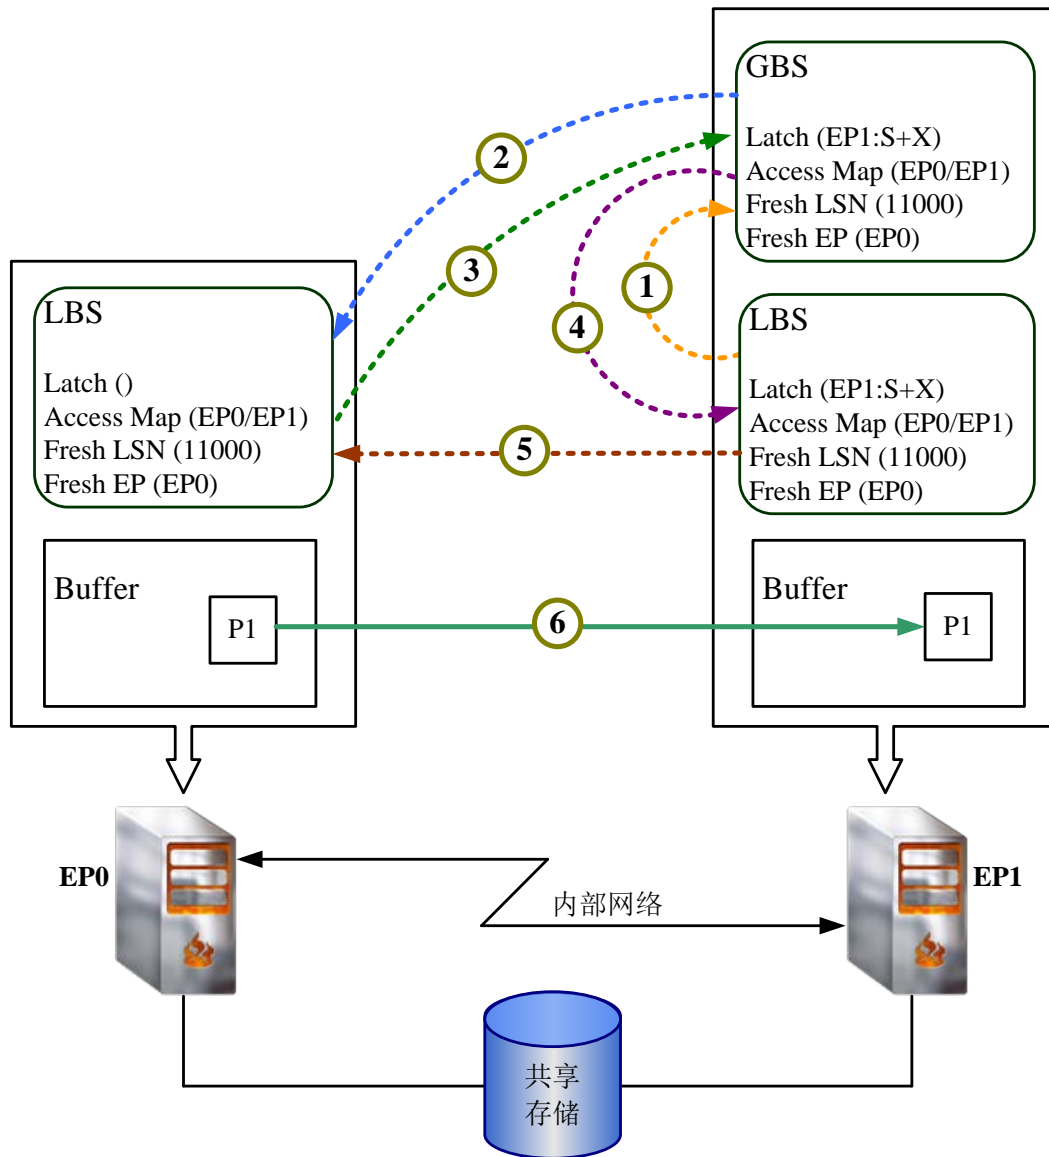 GBS
Latch (EP1:S+X)
Access Map (EP0/EP1)
Fresh LSN (11000)
Fresh EP (EP0)
2
3
1
4
LBS
Latch ()
Access Map (EP0/EP1)
Fresh LSN (11000)
Fresh EP (EP0)
LBS
Latch (EP1:S+X)
Access Map (EP0/EP1)
Fresh LSN (11000)
Fresh EP (EP0)
5
Buffer
P1
6
Buffer
P1
EP0
EP1
内部网络
共享
存储